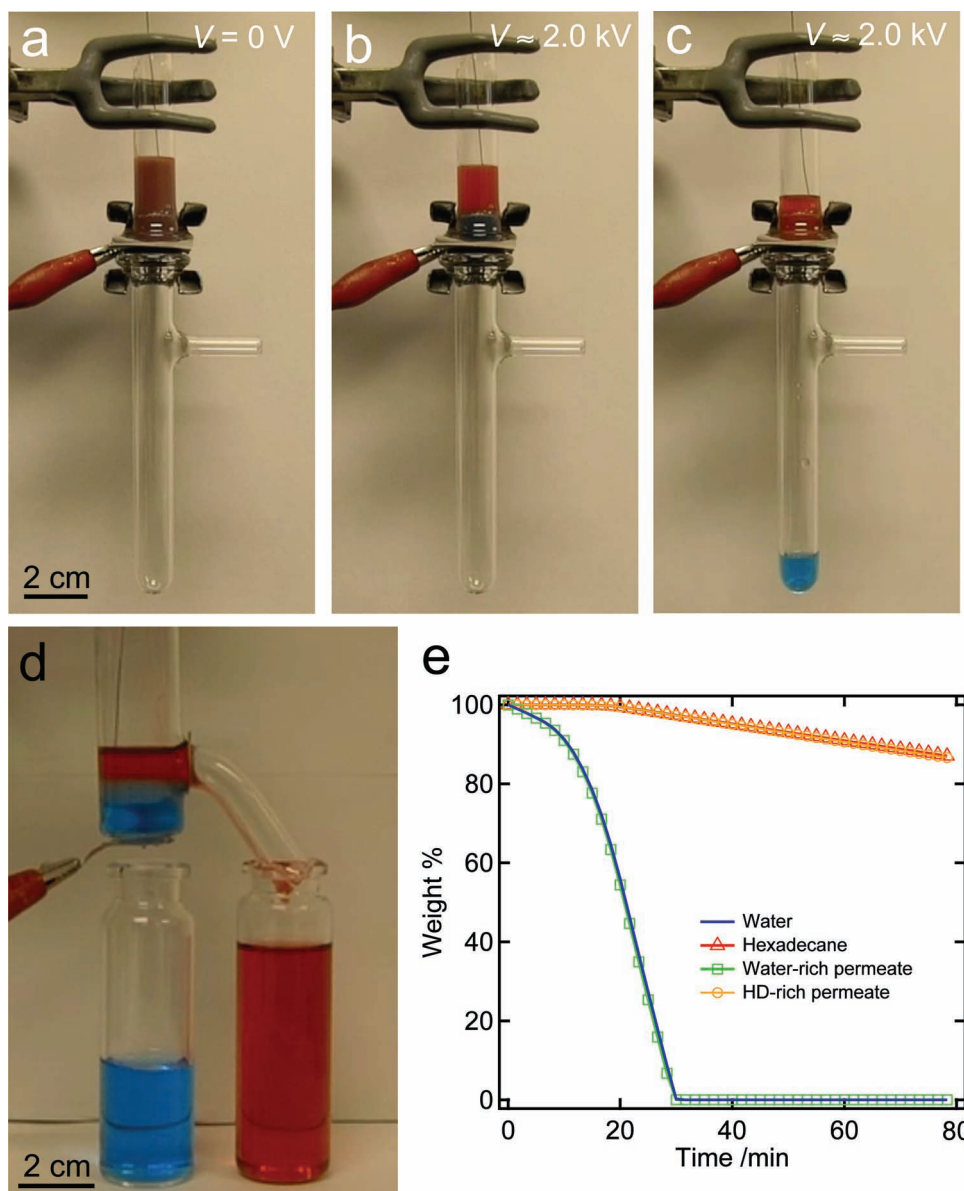 a
V = 0 V
b
V ≈ 2.0 kV
c
V ≈ 2.0 kV
2 cm
d
2 cm
e
Weight %
100
80
60
40
20
0
Water
Hexadecane
Water-rich permeate
HD-rich permeate
0
20
40
60
80
Time /min